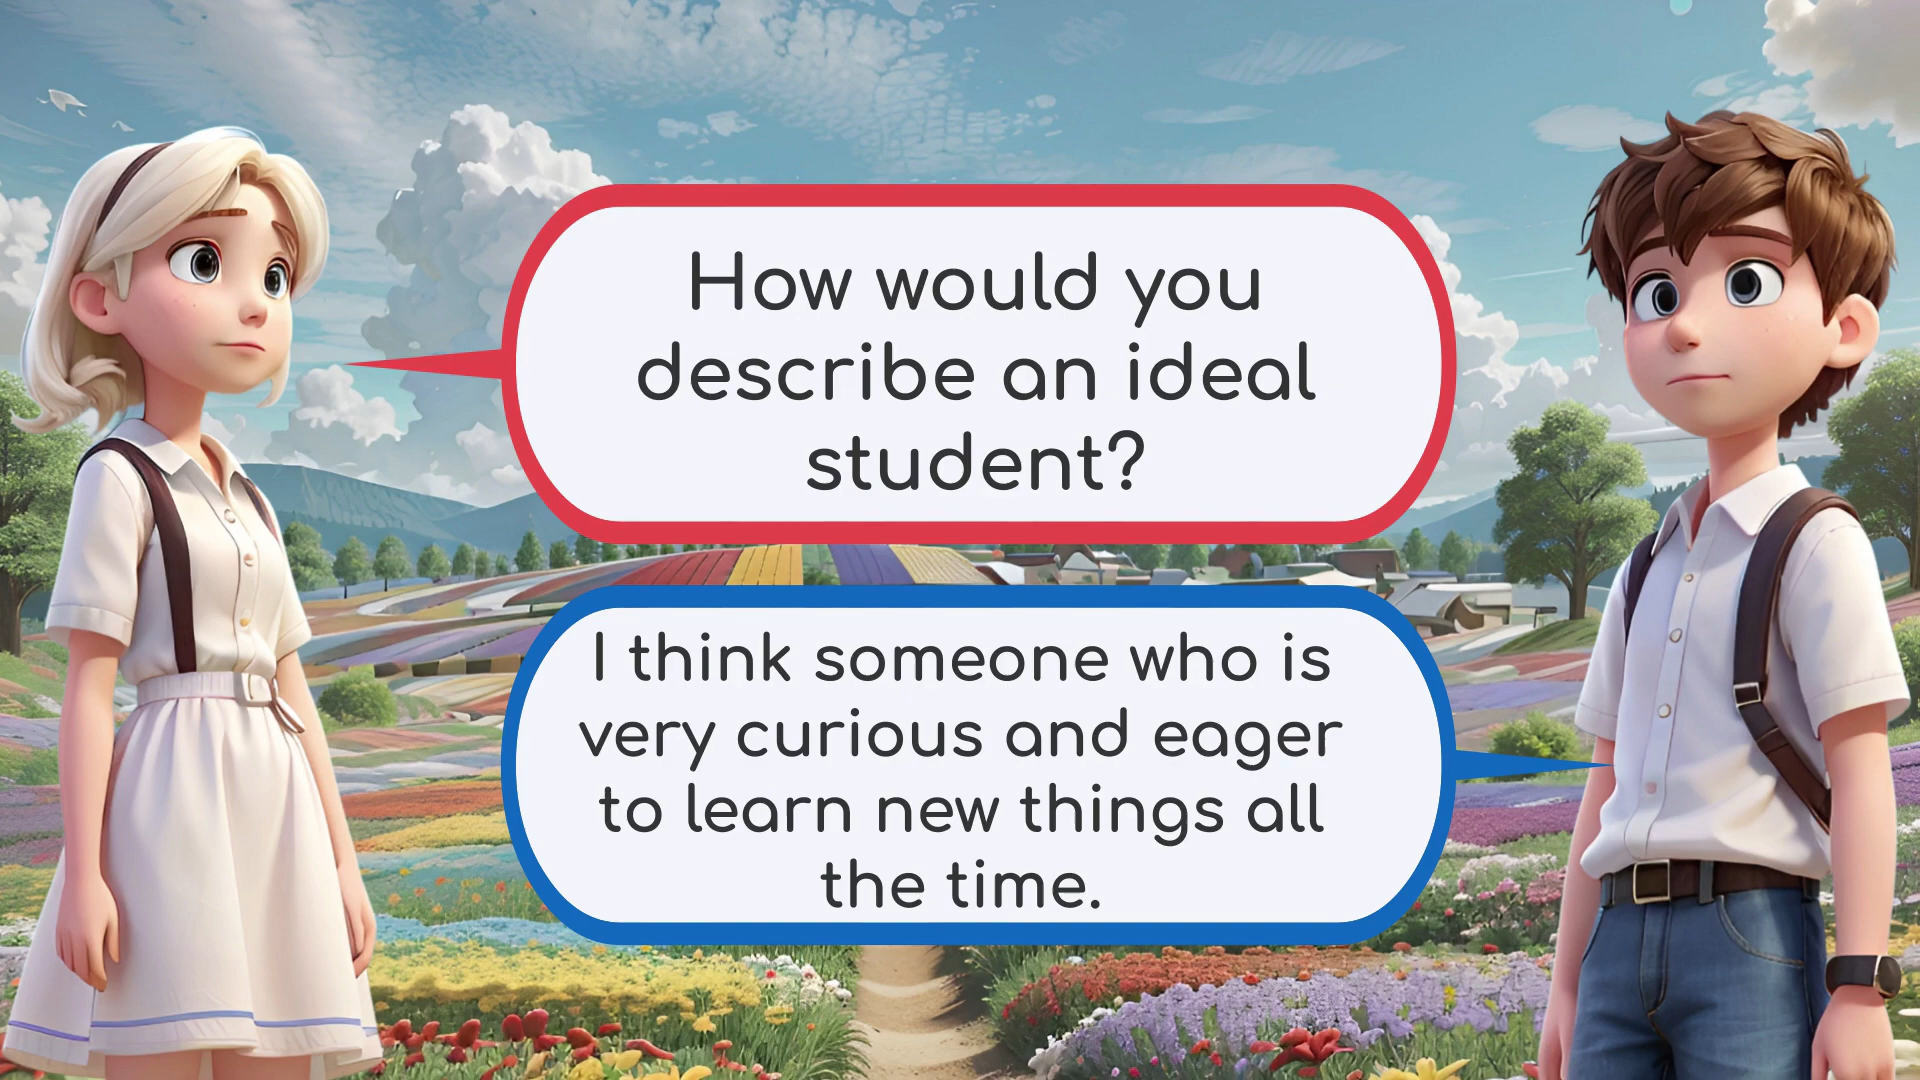 How would you
describe an ideal
student?
I think someone who is
very curious and eager
to learn new things all
the time.